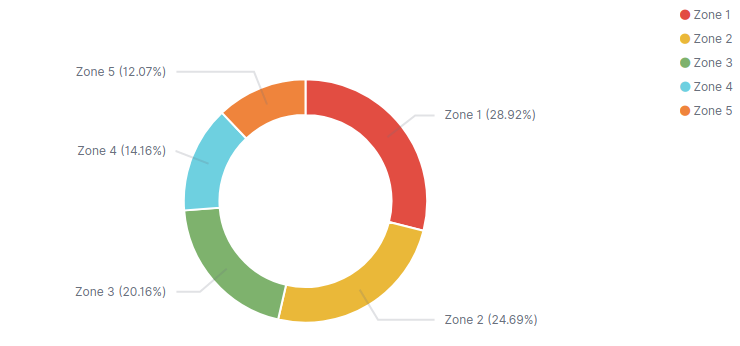 Zone 1
Zone 2
Zone 3
Zone 4
Zone 5
Zone 5 (12.07%)
Zone 1 (28.92%)
Zone 4 (14.16%)
Zone 3 (20.16%)
Zone 2 (24.69%)